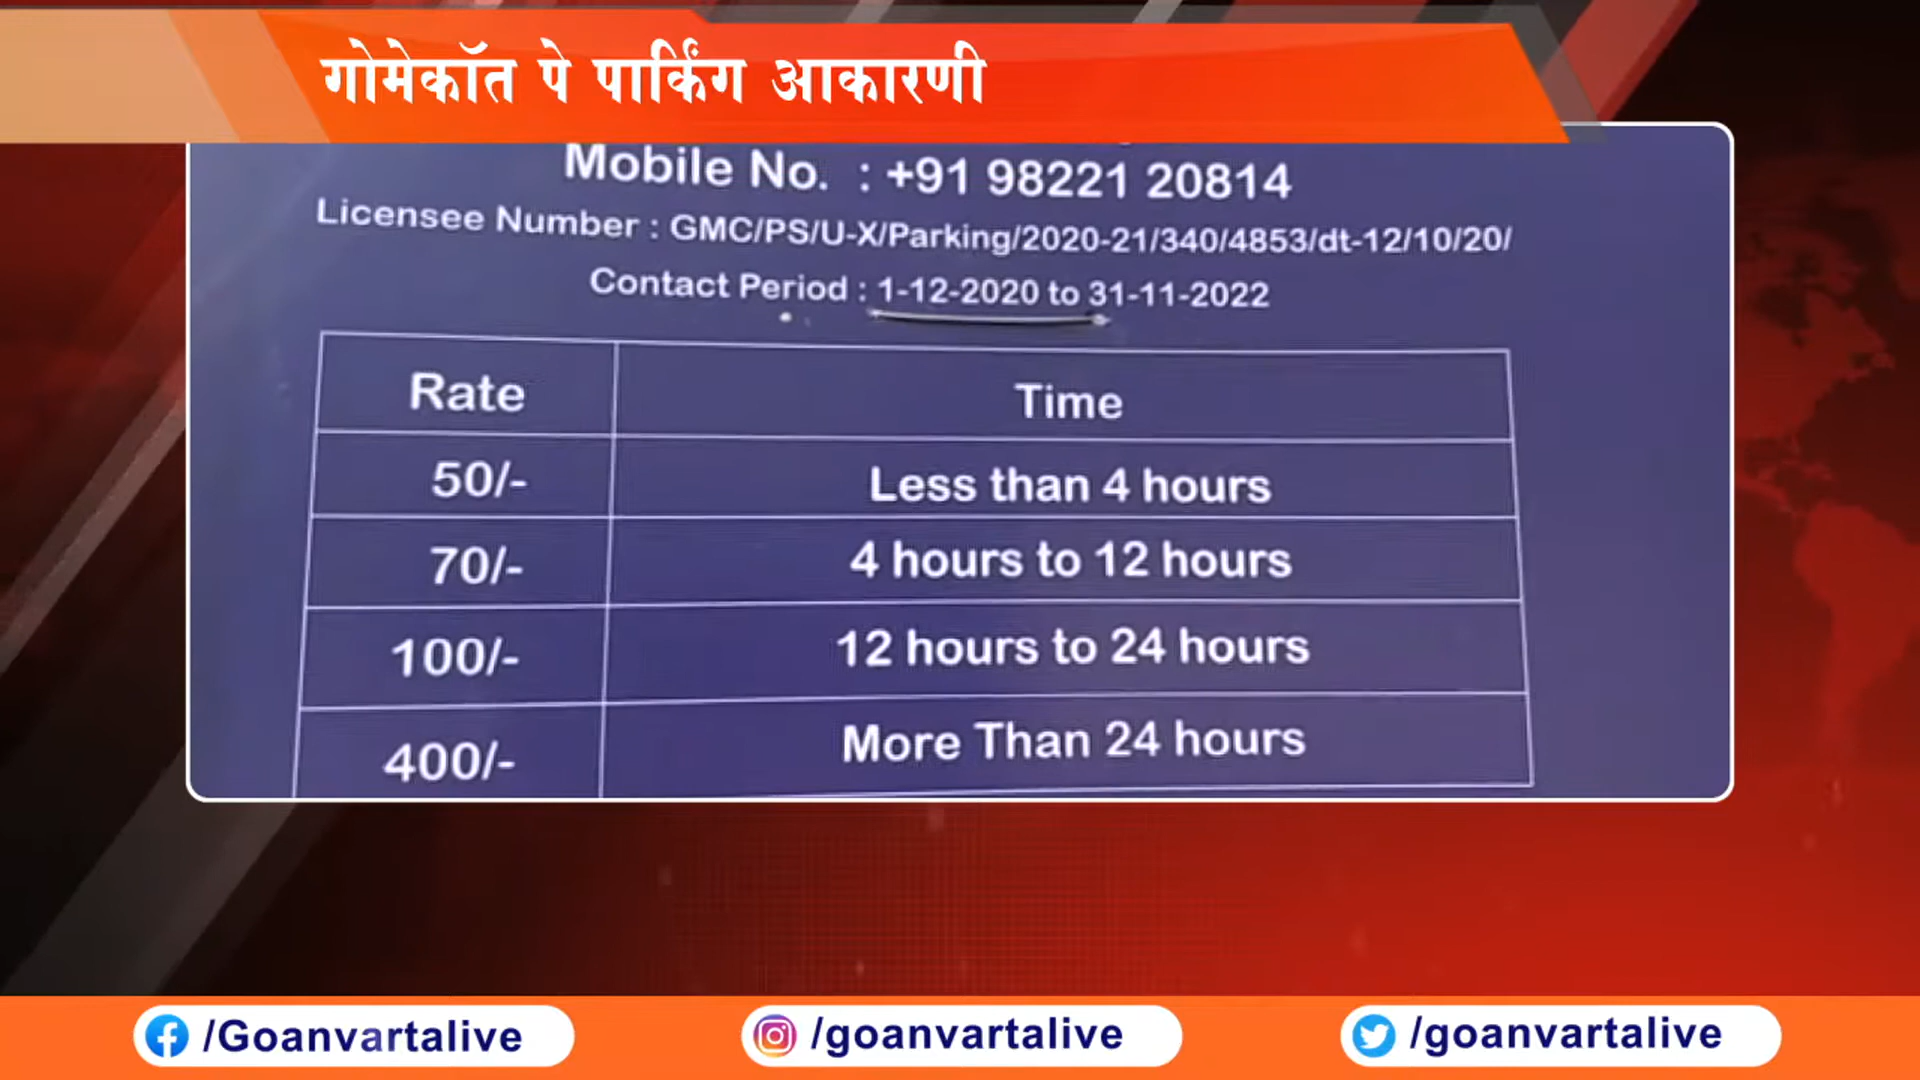 गोमेकॉत पे पार्किंग आकारणी
Mobile No. : +91 98221 20814
Licensee Number : GMC/PS/U-X/Parking/2020-21/340/4853/dt-12/10/20/
Contact Period : 1-12-2020 to 31-11-2022
Rate Time
50/- Less than 4 hours
70/- 4 hours to 12 hours
100/- 12 hours to 24 hours
400/- More Than 24 hours
/Goanvartalive /goanvartalive /goanvartalive